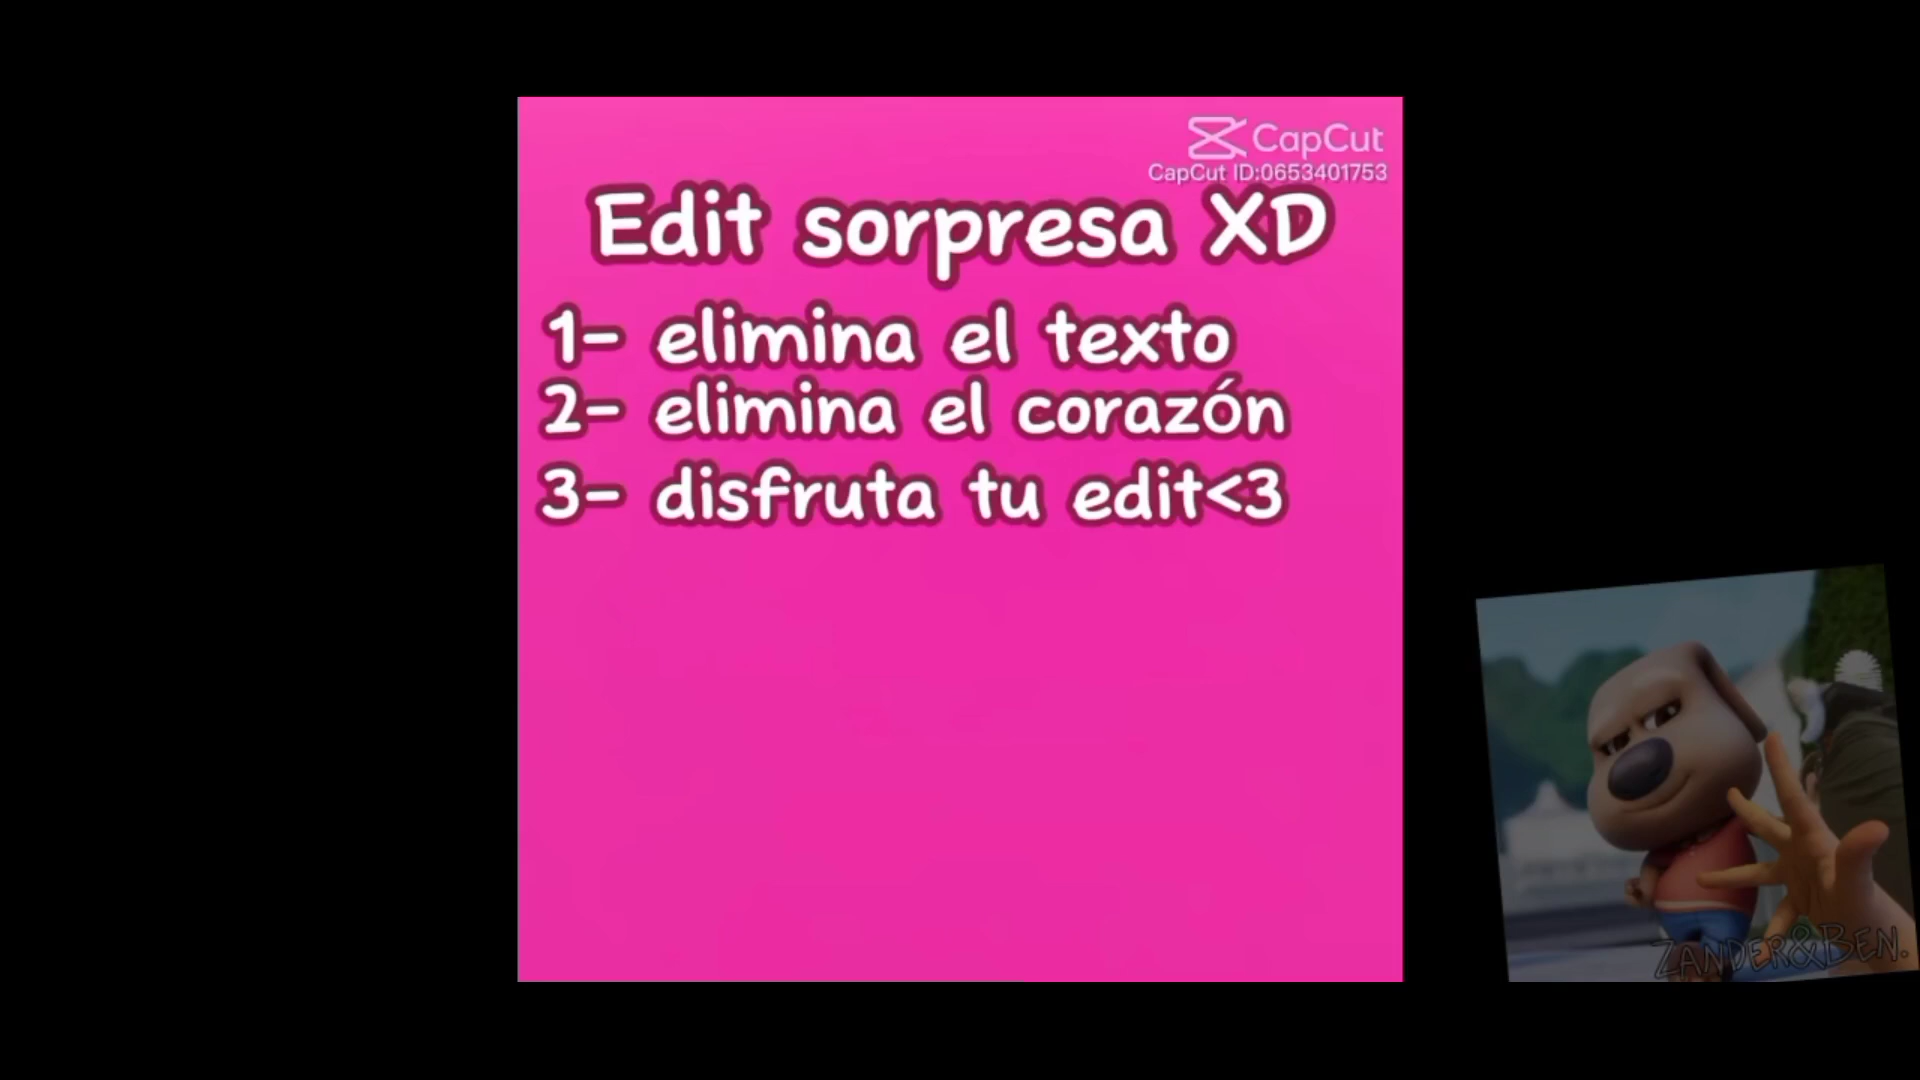 CapCut
CapCut ID:0653401753
Edit sorpresa XD
1- elimina el texto
2- elimina el corazón
3- disfruta tu edit<3
ZANDER&BEN.